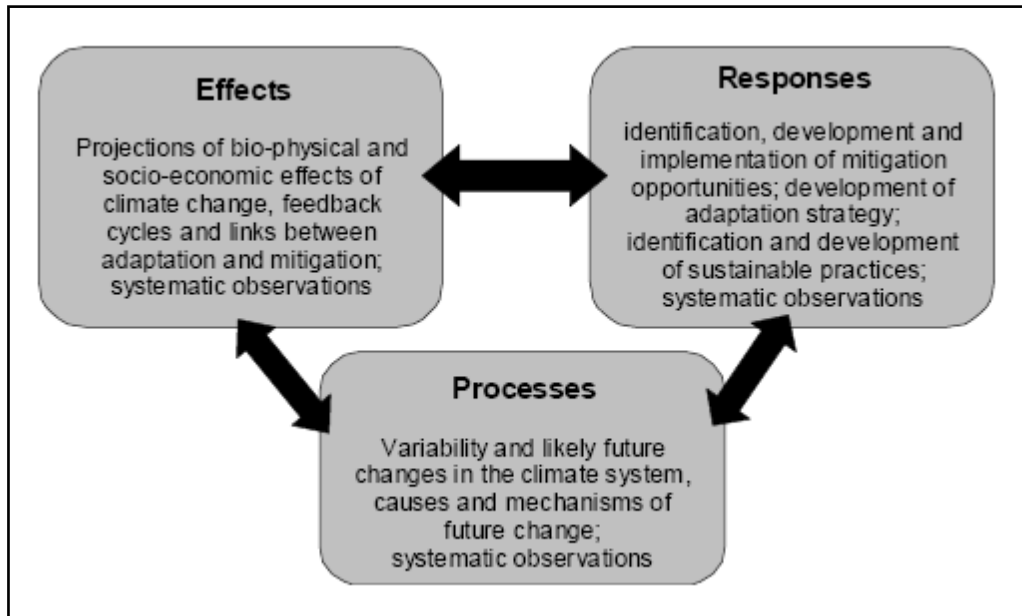 Effects
Projections of bio-physical and
socio-economic effects of
climate change, feedback
cycles and links between
adaptation and mitigation;
systematic observations
Responses
identification, development and
implementation of mitigation
opportunities; development of
adaptation strategy;
identification and development
of sustainable practices;
systematic observations
Processes
Variability and likely future
changes in the climate system,
causes and mechanisms of
future change;
systematic observations